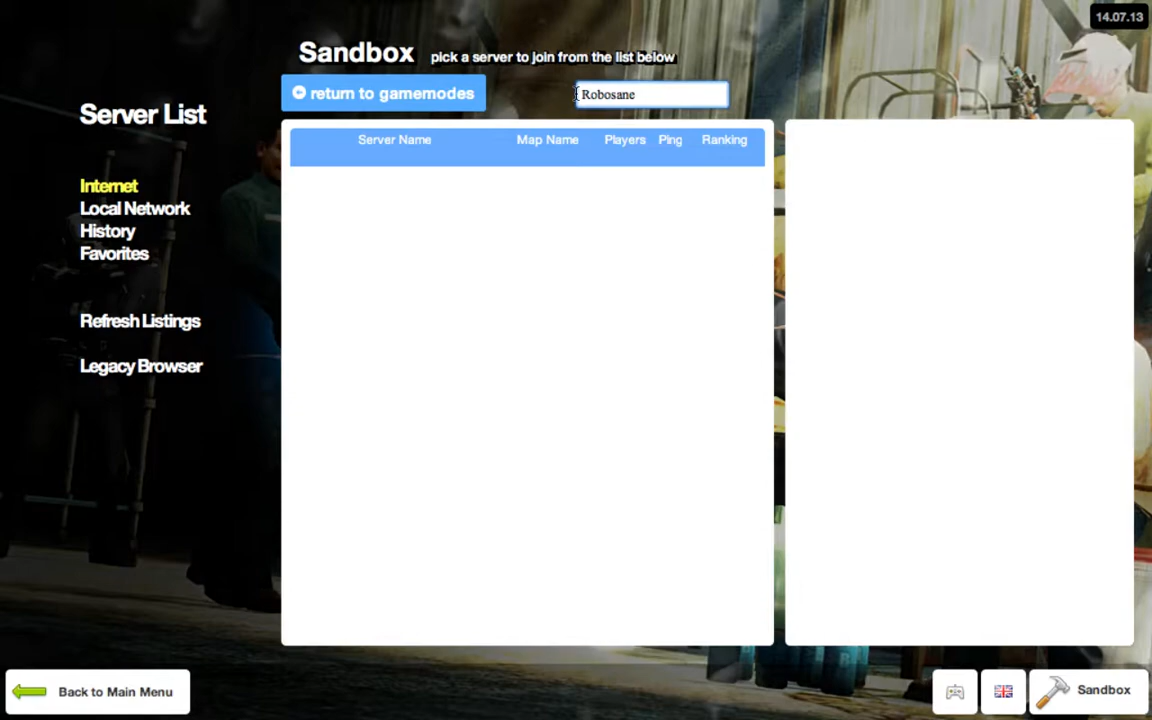 14.07.13
Sandbox pick a server to join from the list below
return to gamemodes
Robosane
Server List
Server Name Map Name Players Ping Ranking
Internet
Local Network
History
Favorites
Refresh Listings
Legacy Browser
Back to Main Menu
Sandbox